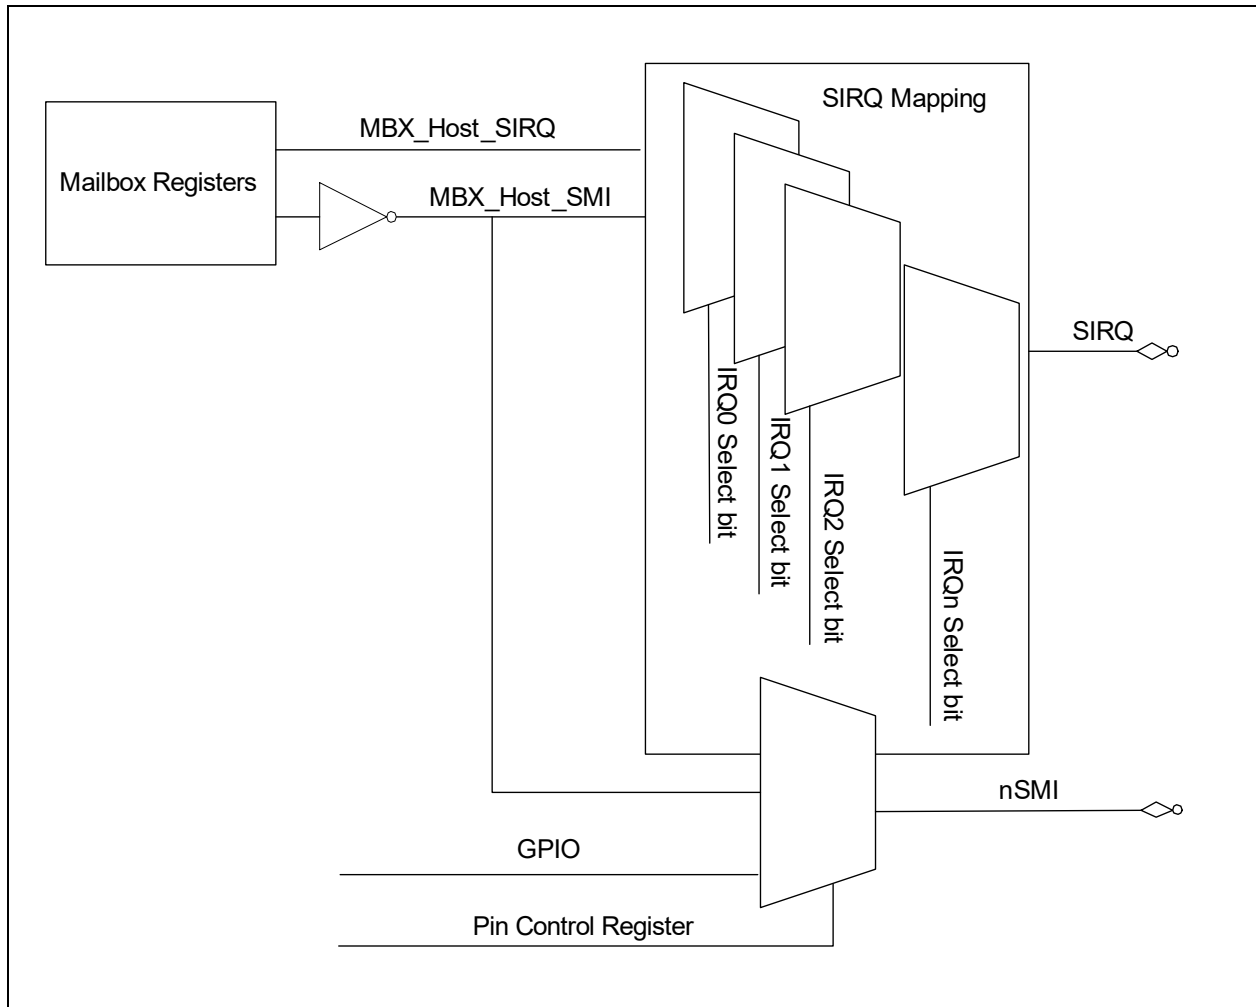 SIRQ Mapping
MBX_Host_SIRQ
Mailbox Registers
MBX_Host_SMI
SIRQ
IRQ0 Select bit
IRQ1 Select bit
IRQ2 Select bit
IRQn Select bit
nSMI
GPIO
Pin Control Register